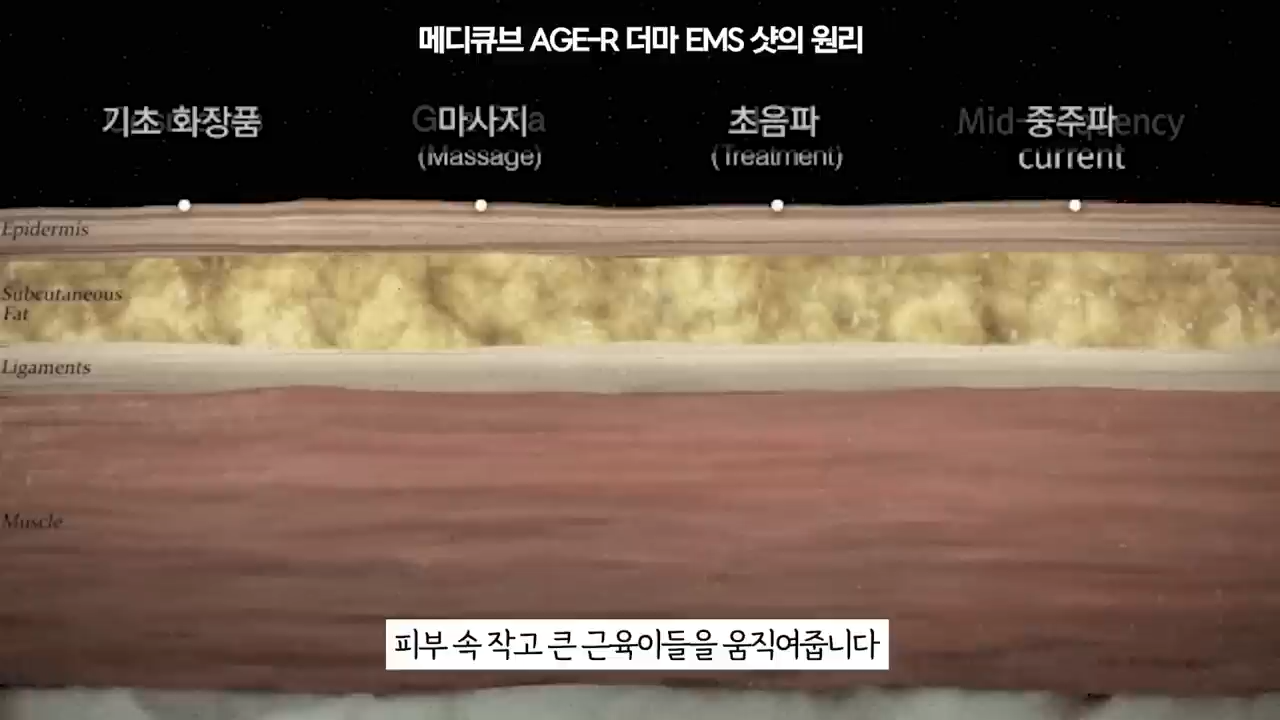 메디큐브 AGE-R 더마 EMS 샷의 원리
기초 화장품
마사지
(Massage)
초음파
(Treatment)
Mid-frequency
중주파
current
Epidermis
Subcutaneous
Fat
Ligaments
Muscle
피부 속 작고 큰 근육이들을 움직여줍니다